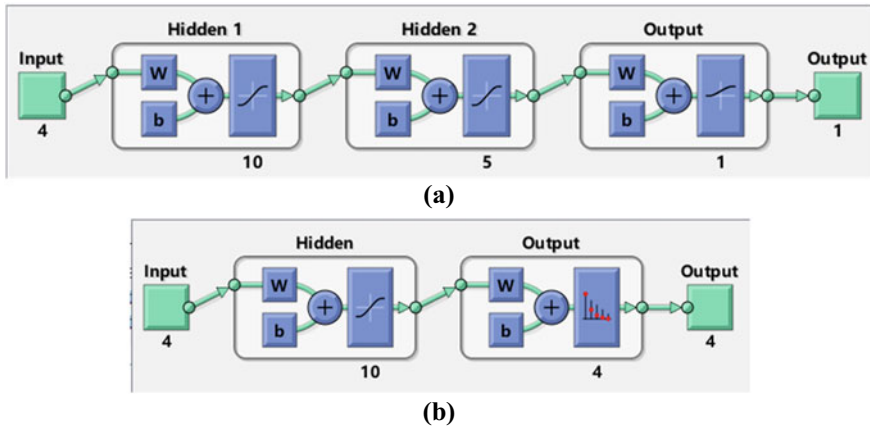 Hidden 1 Hidden 2 Output
Input Output
W W W
+ + +
b b b
4 10 5 1 1
(a)
Hidden Output
Input Output
W W
+ +
b b
4 10 4 4
(b)